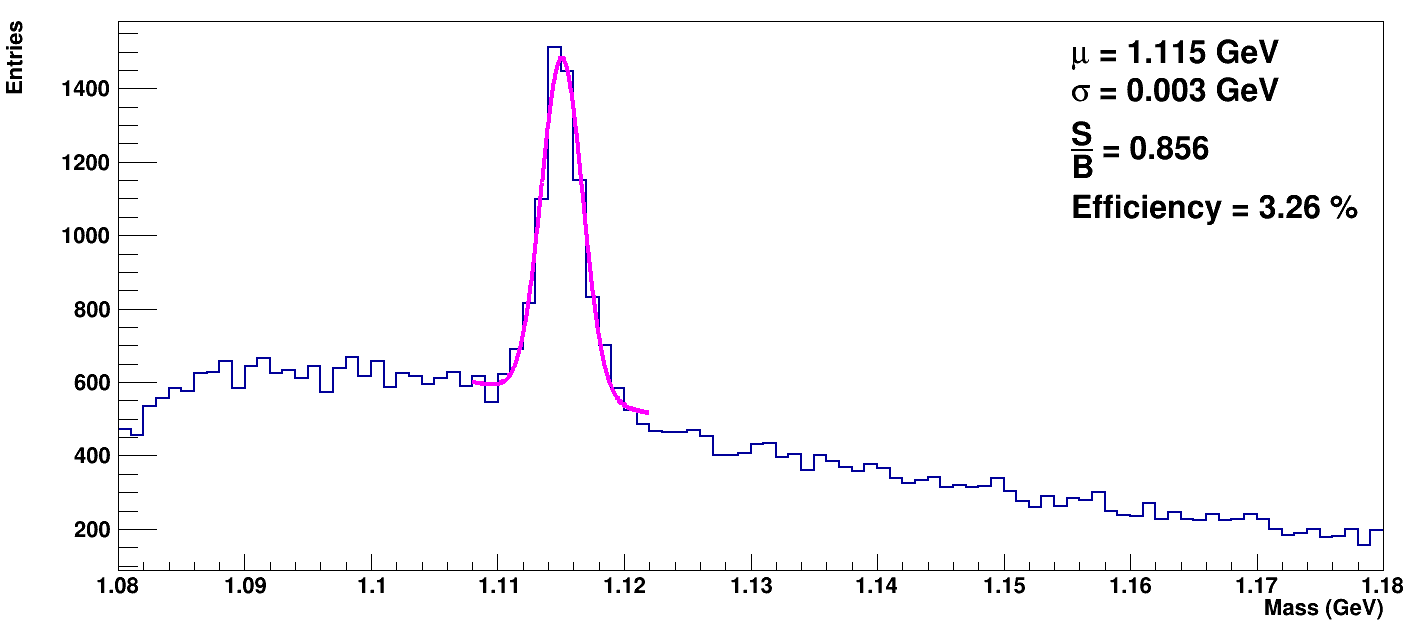 Entries
1400
1200
1000
800
600
400
200
μ = 1.115 GeV
σ = 0.003 GeV
S
B
= 0.856
Efficiency = 3.26 %
1.08 1.09 1.1 1.11 1.12 1.13 1.14 1.15 1.16 1.17 1.18
Mass (GeV)